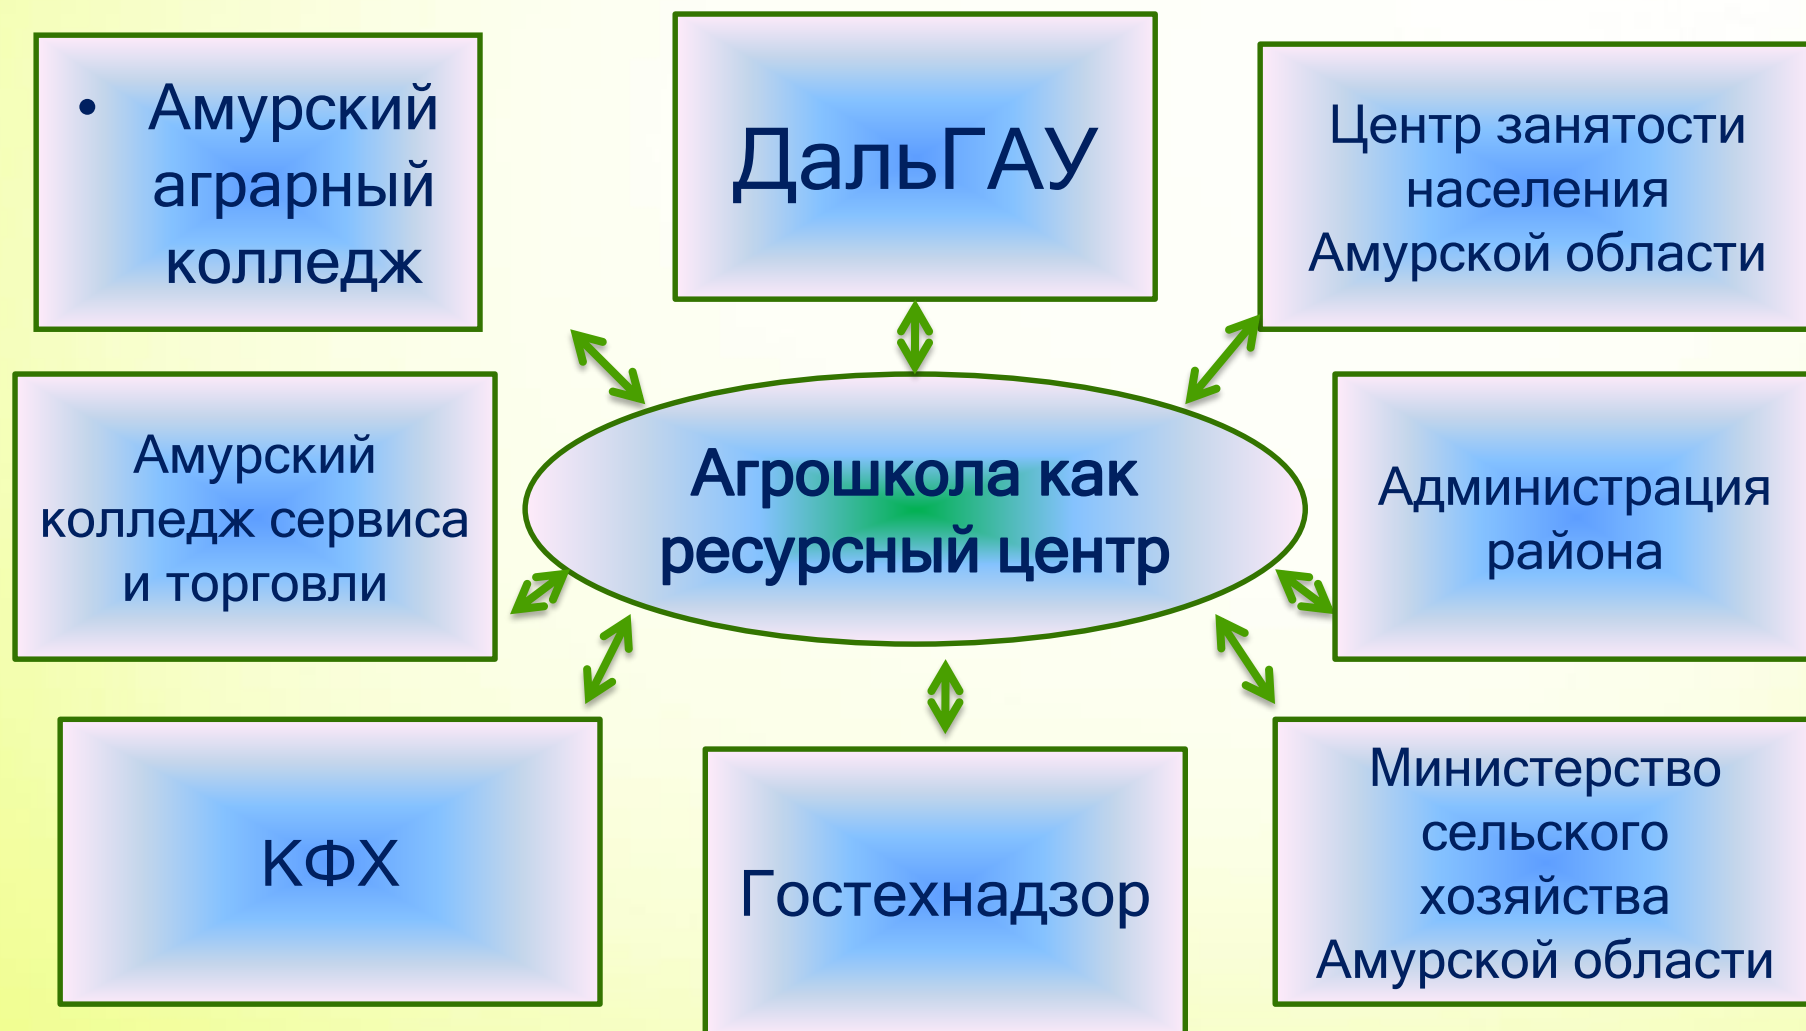 • Амурский
аграрный
колледж
ДальГАУ
Центр занятости
населения
Амурской области
Амурский
колледж сервиса
и торговли
Агрошкола как
ресурсный центр
Администрация
района
КФХ
Гостехнадзор
Министерство
сельского
хозяйства
Амурской области